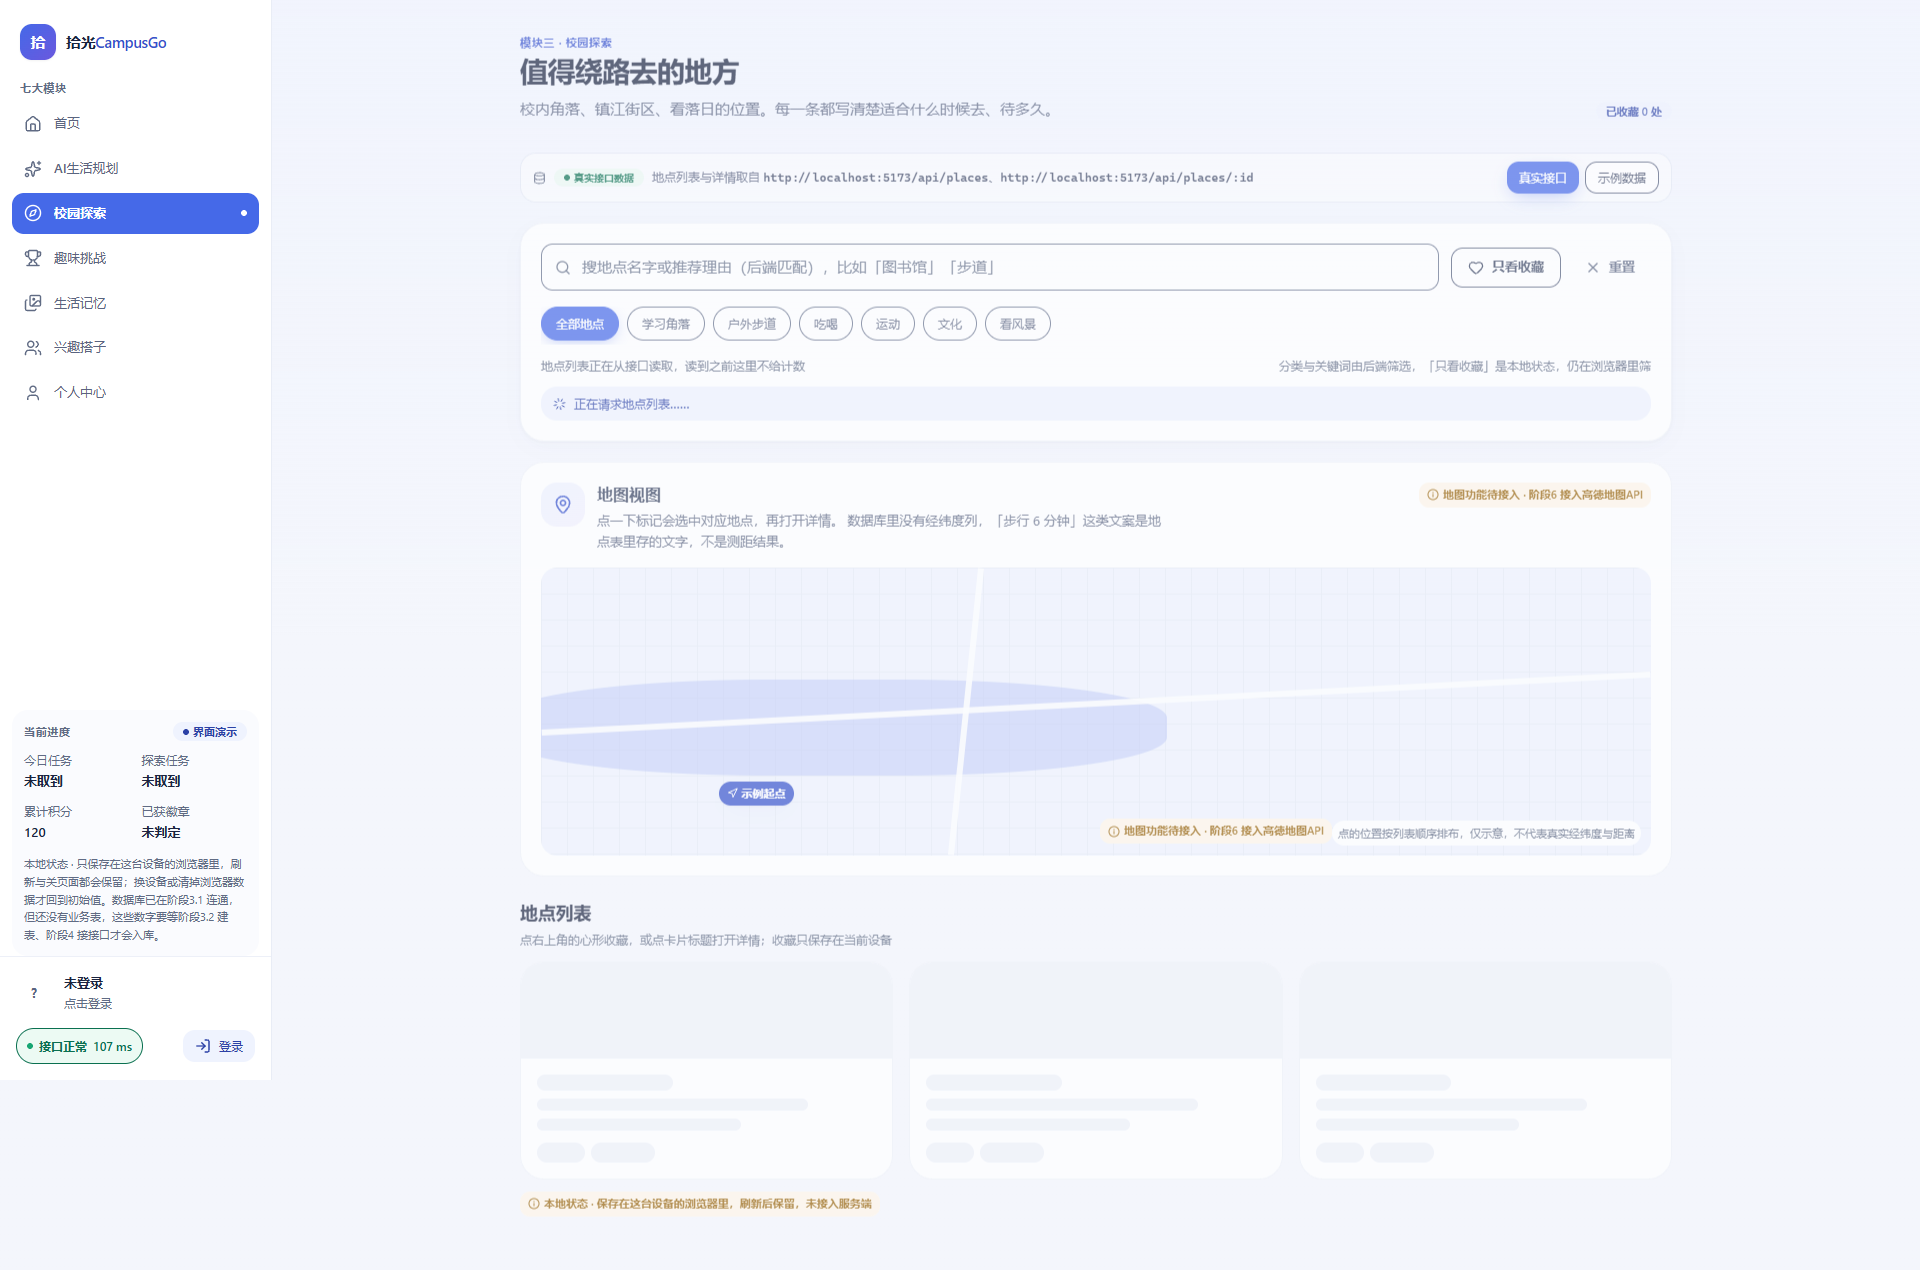 拾 拾光CampusGo
七大模块
首页
AI生活规划
校园探索
趣味挑战
生活记忆
兴趣搭子
个人中心
当前进度 界面演示
今日任务 探索任务
未取到 未取到
累计积分 已获徽章
120 未判定
本地状态 · 只保存在这台设备的浏览器里，刷
新与关页面都会保留；换设备或清掉浏览器数
据才回到初始值。数据库已在阶段3.1 连通，
但还没有业务表，这些数字要等阶段3.2 建
表、阶段4 接接口才会入库。
? 未登录
点击登录
接口正常 107 ms 登录
模块三 · 校园探索
值得绕路去的地方
校内角落、镇江街区、看落日的位置。每一条都写清楚适合什么时候去、待多久。
已收藏 0 处
真实接口数据 地点列表与详情取自 http://localhost:5173/api/places、http://localhost:5173/api/places/:id 真实接口 示例数据
搜地点名字或推荐理由（后端匹配），比如「图书馆」「步道」 只看收藏 重置
全部地点 学习角落 户外步道 吃喝 运动 文化 看风景
地点列表正在从接口读取，读到之前这里不给计数 分类与关键词由后端筛选，「只看收藏」是本地状态，仍在浏览器里筛
正在请求地点列表……
地图视图 地图功能待接入 · 阶段6 接入高德地图API
点一下标记会选中对应地点，再打开详情。 数据库里没有经纬度列，「步行 6 分钟」这类文案是地
点表里存的文字，不是测距结果。
示例起点
地图功能待接入 · 阶段6 接入高德地图API 点的位置按列表顺序排布，仅示意，不代表真实经纬度与距离
地点列表
点右上角的心形收藏，或点卡片标题打开详情；收藏只保存在当前设备
本地状态 · 保存在这台设备的浏览器里，刷新后保留，未接入服务端